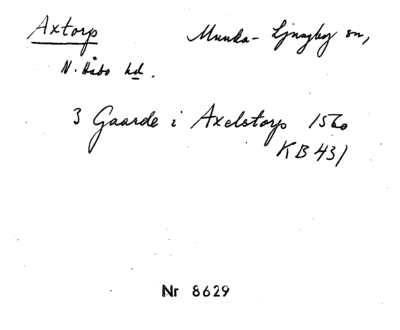 Axtorp Munka-Ljungby sn,
N. Åsbo hd.
3 Gaarde i Axelstorp 1560
KB 431
Nr 8629